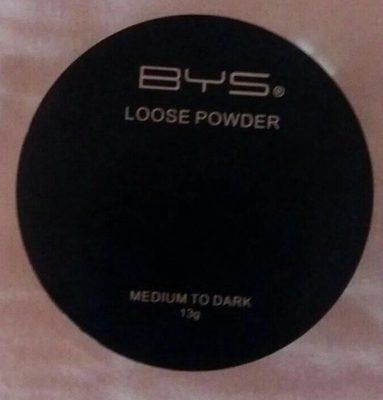 BYS®
LOOSE POWDER
MEDIUM TO DARK
13g